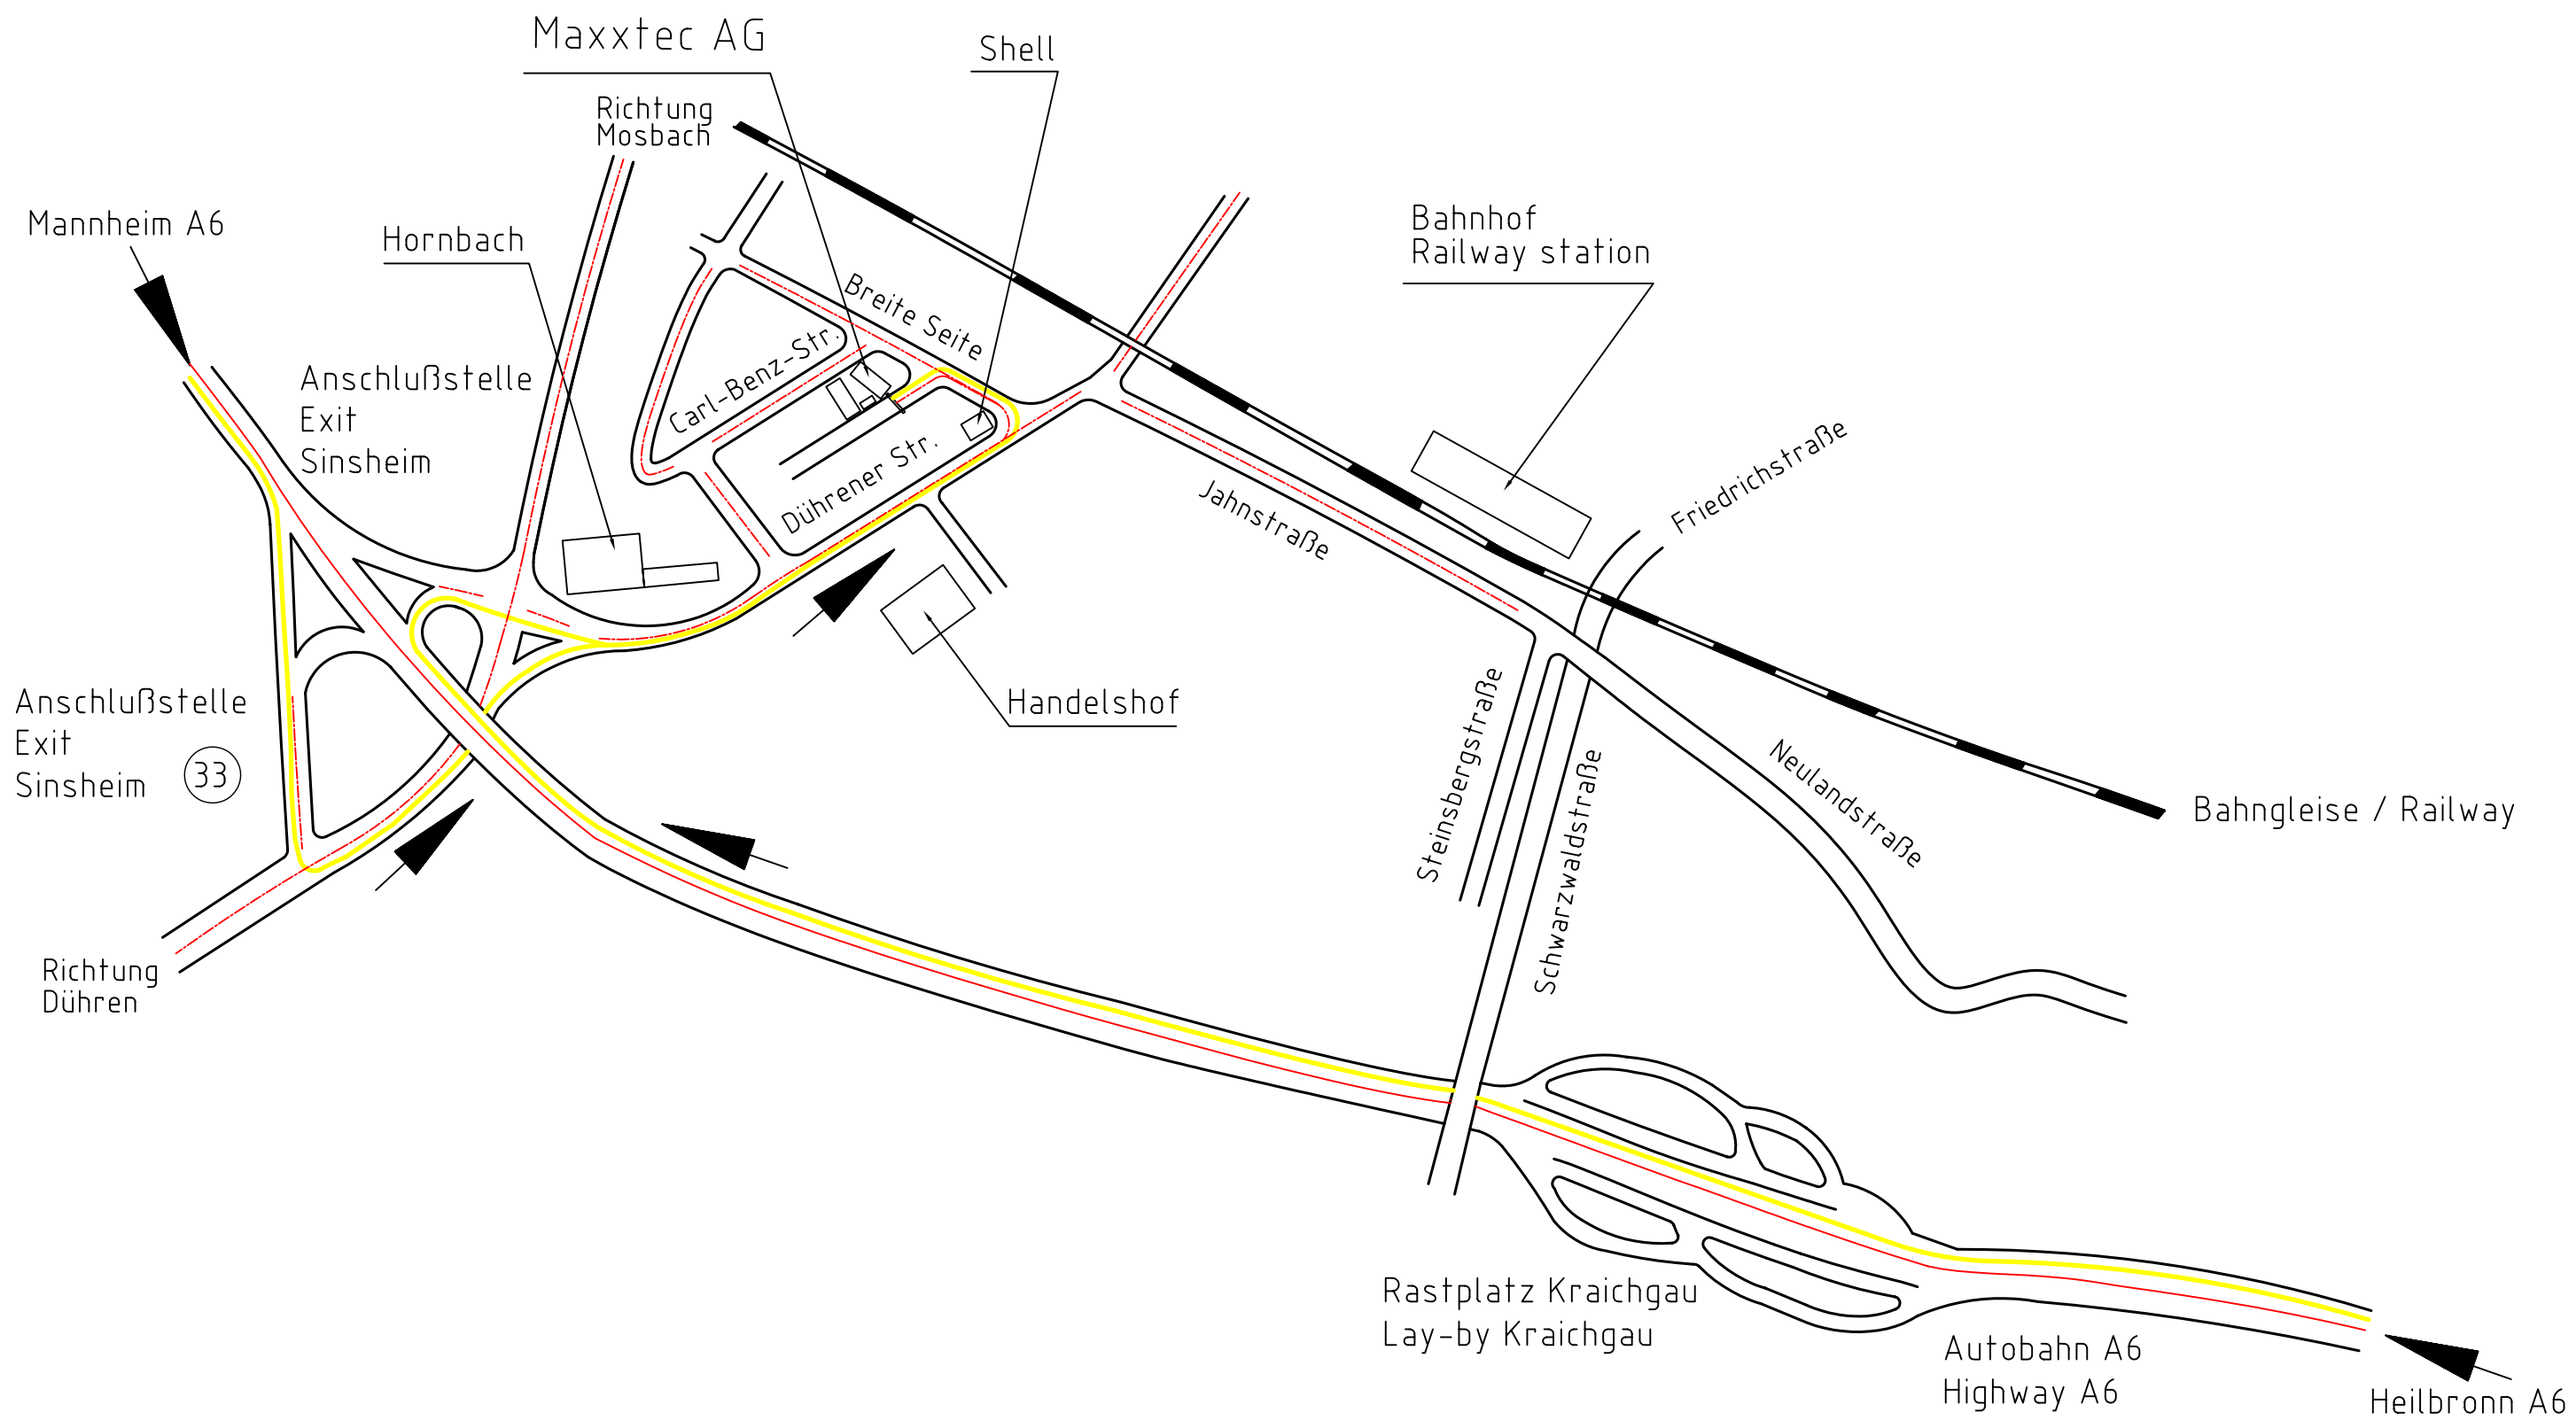 Maxxtec AG
Shell
Richtung
Mosbach
Mannheim A6
Hornbach
Bahnhof
Railway station
Breite Seite
Carl-Benz-Str.
Anschlußstelle
Exit
Sinsheim
Dührener Str.
Jahnstraße
Friedrichstraße
Handelshof
Anschlußstelle
Exit
Sinsheim
33
Steinsbergstraße
Schwarzwaldstraße
Neulandstraße
Bahngleise / Railway
Richtung
Dühren
Rastplatz Kraichgau
Lay-by Kraichgau
Autobahn A6
Highway A6
Heilbronn A6